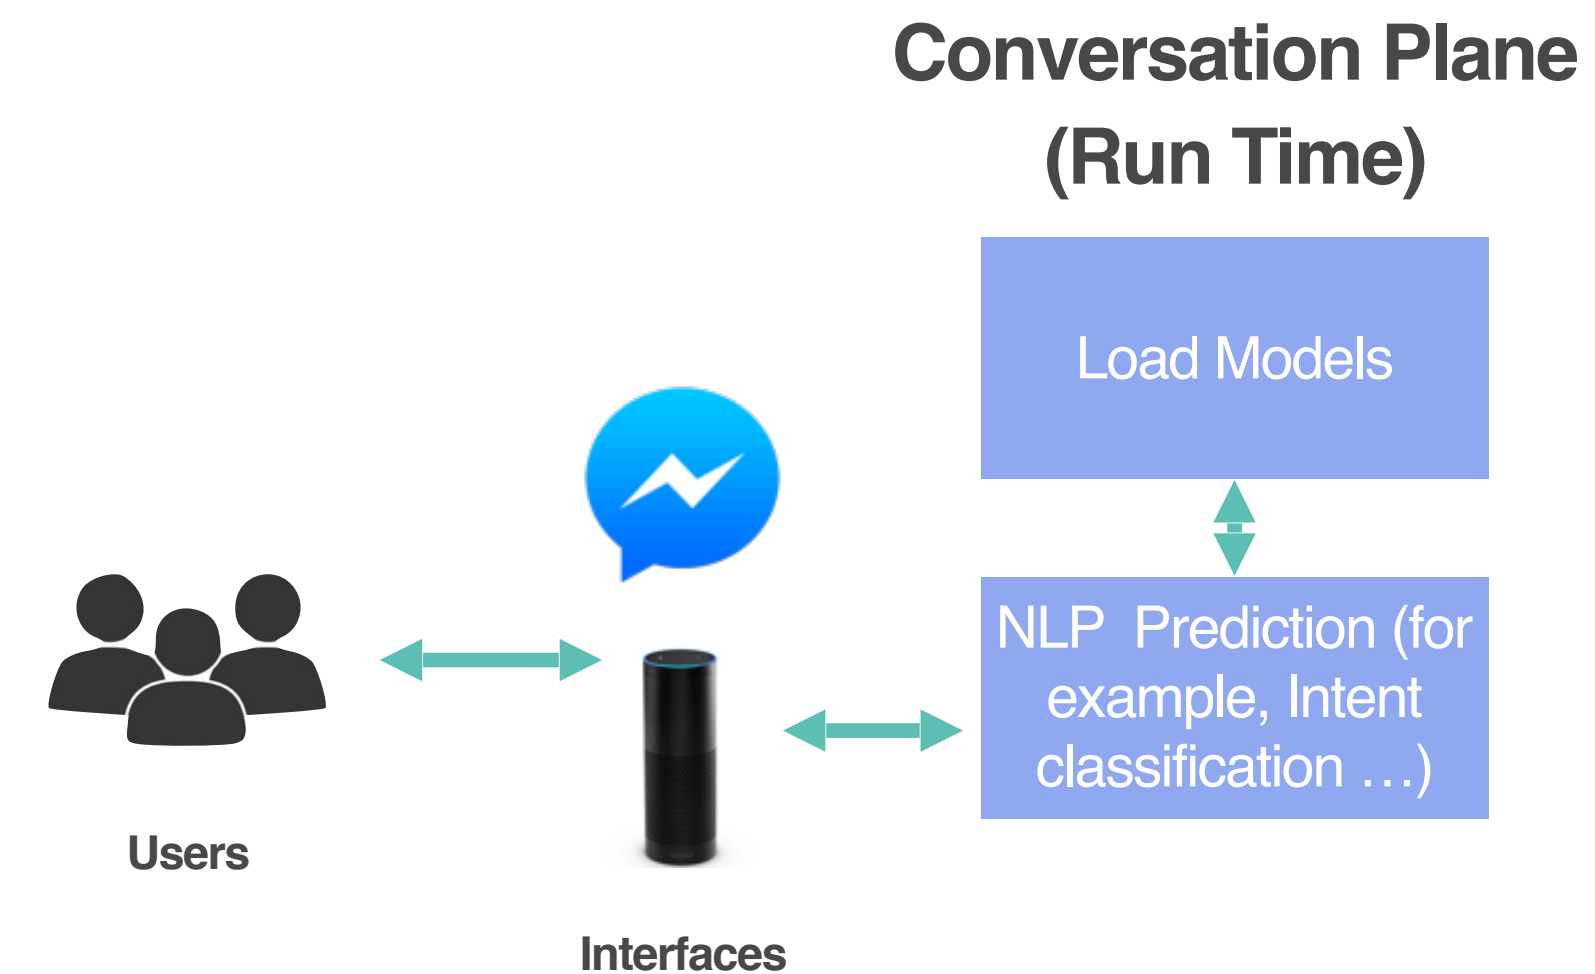 Conversation Plane
(Run Time)
Load Models
NLP  Prediction (for
example, Intent
classification …)
Users
Interfaces